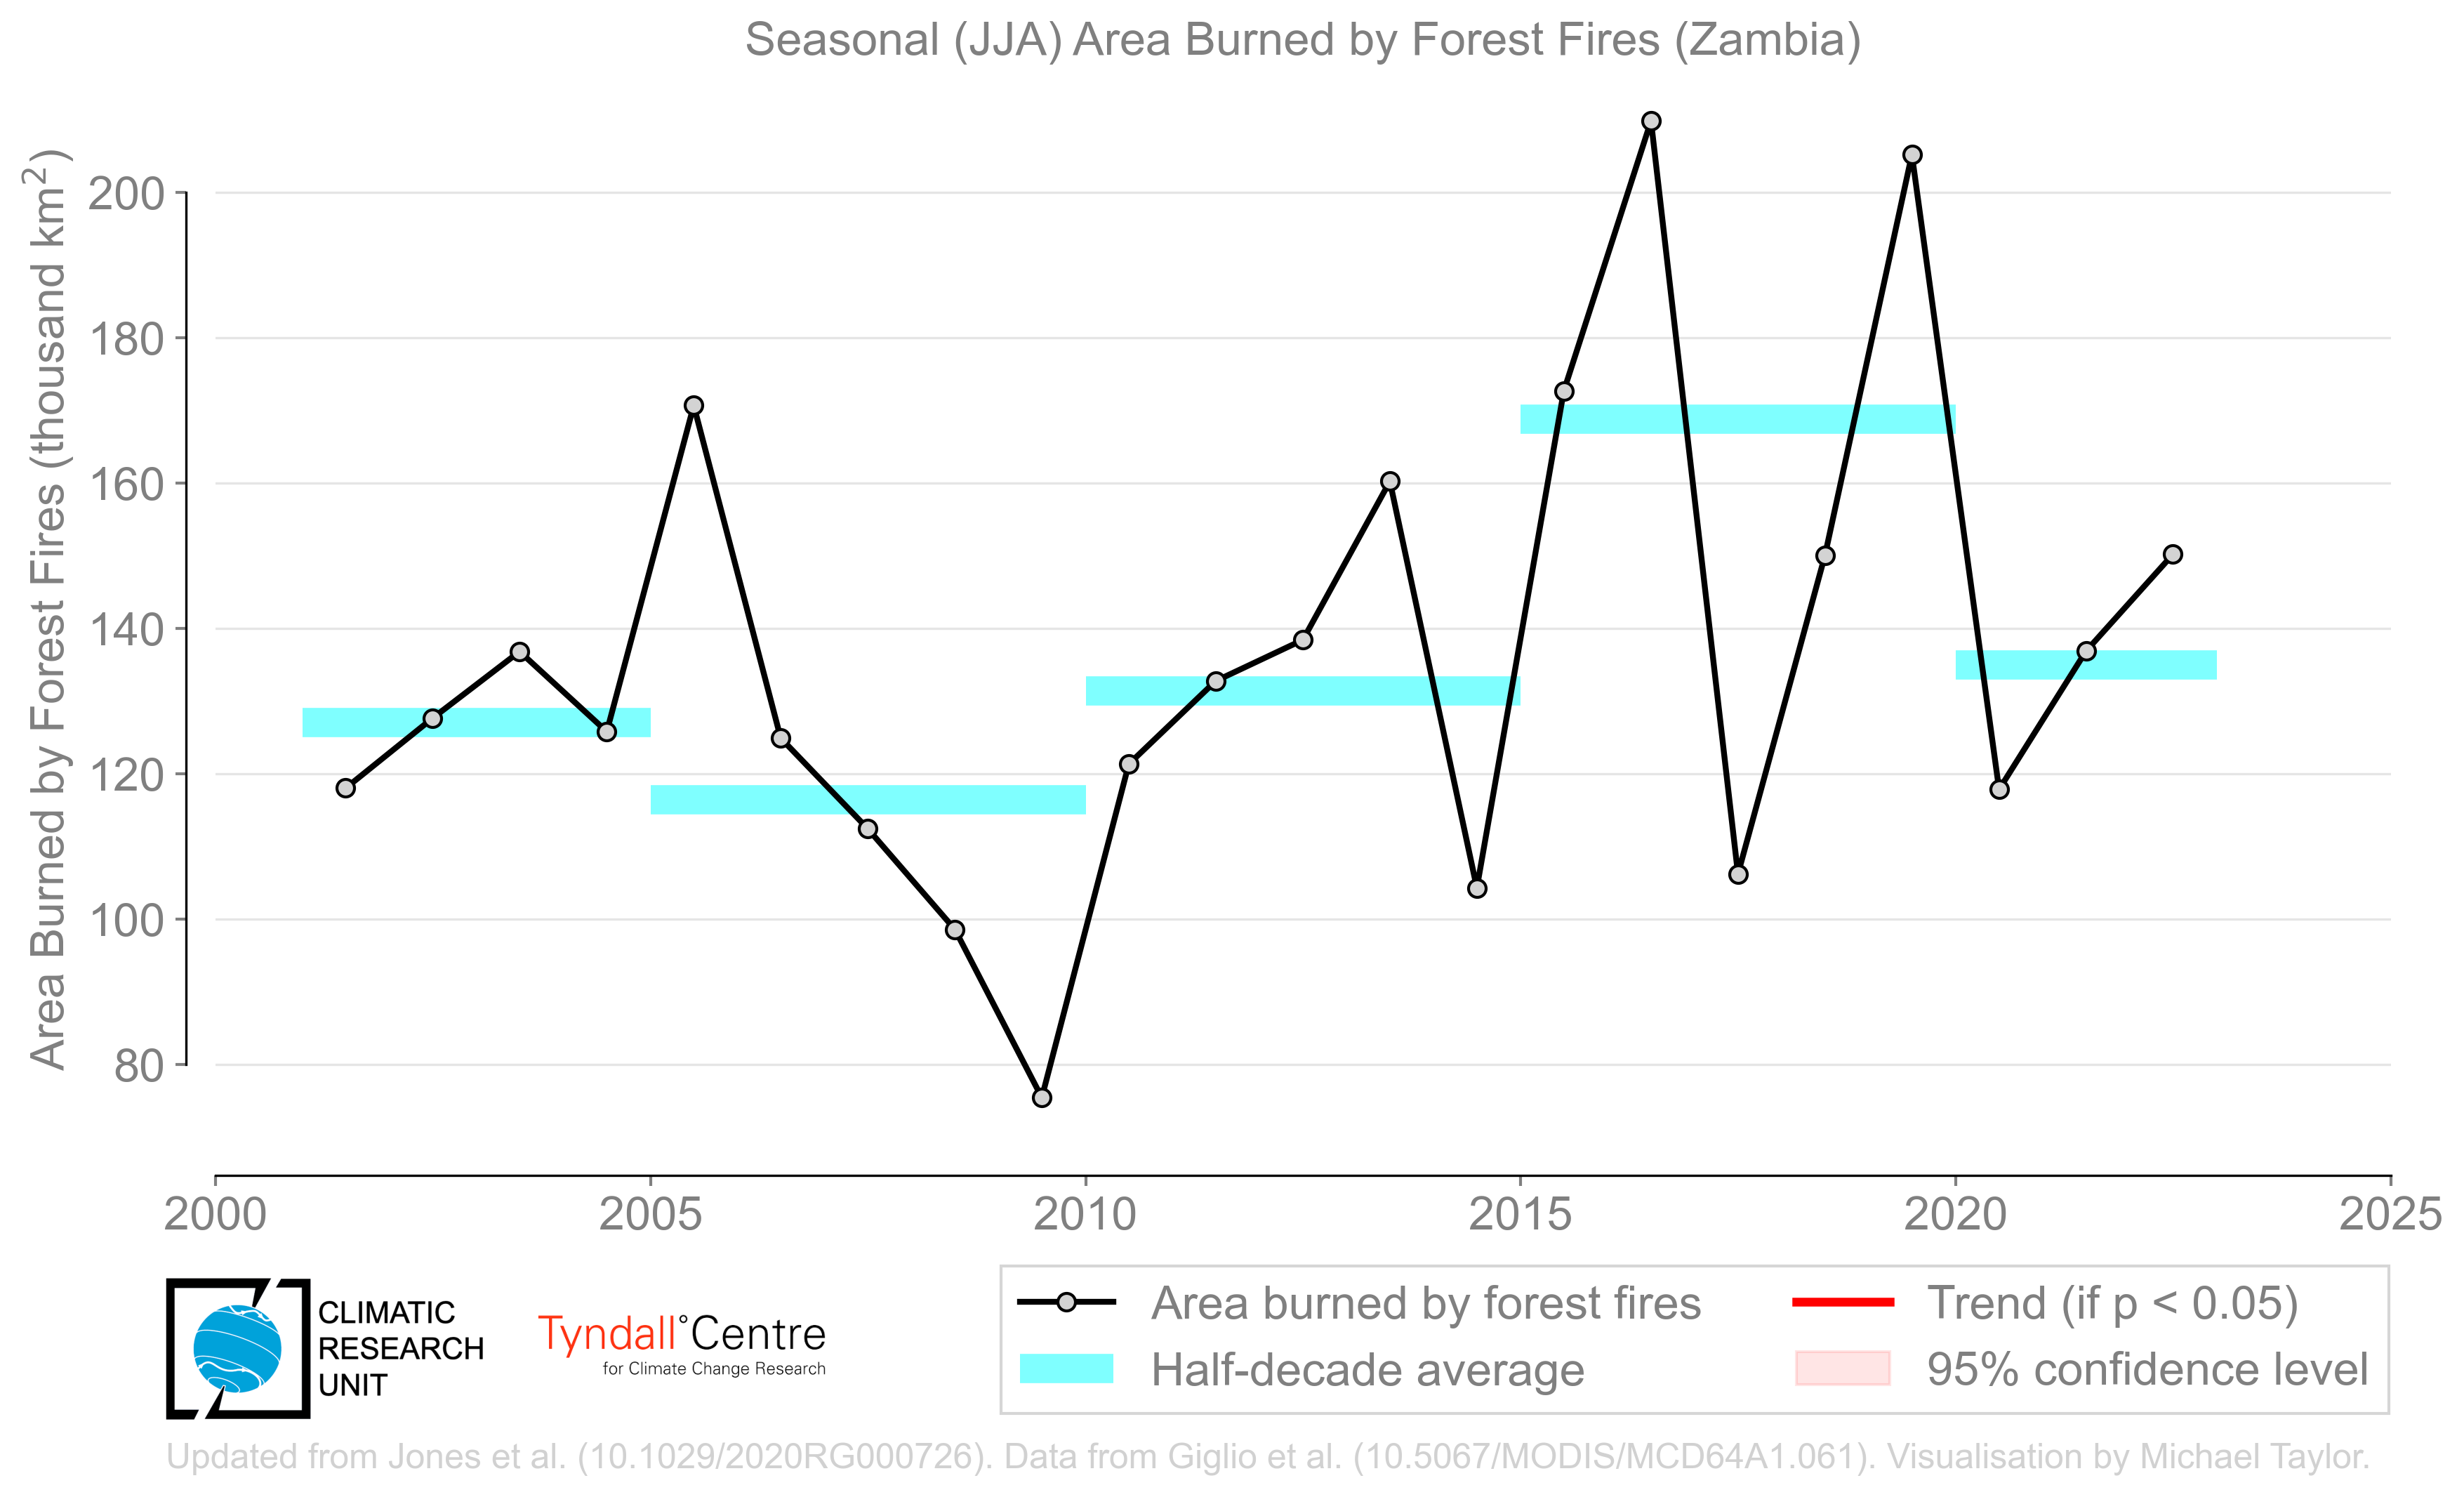 Seasonal (JJA) Area Burned by Forest Fires (Zambia)
Area Burned by Forest Fires (thousand km²)
200
180
160
140
120
100
80
2000 2005 2010 2015 2020 2025
CLIMATIC
RESEARCH
UNIT
Tyndall°Centre
for Climate Change Research
Area burned by forest fires
Half-decade average
Trend (if p < 0.05)
95% confidence level
Updated from Jones et al. (10.1029/2020RG000726). Data from Giglio et al. (10.5067/MODIS/MCD64A1.061). Visualisation by Michael Taylor.